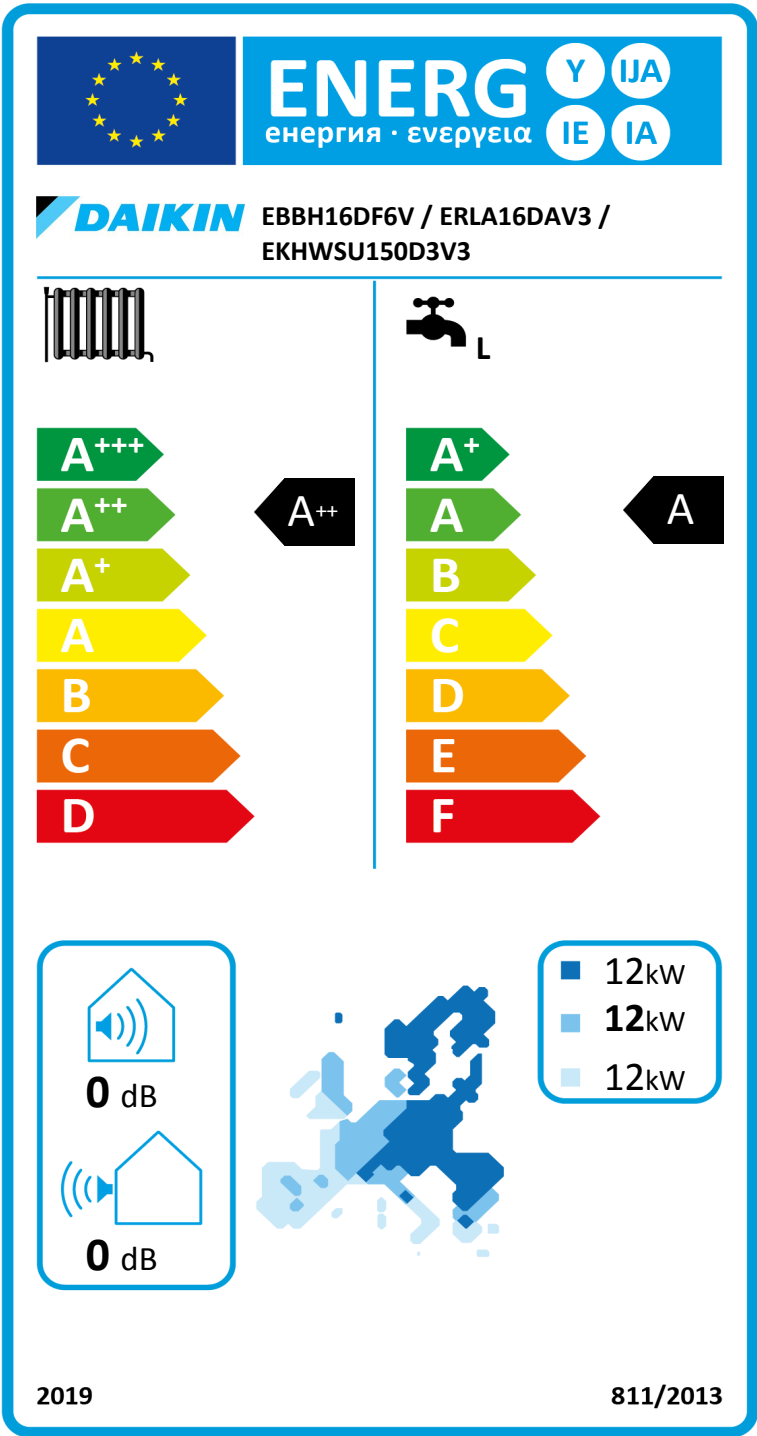 ENERG
енергия · ενεργεια
Y IJA
IE IA
DAIKIN
EBBH16DF6V / ERLA16DAV3 /
EKHWSU150D3V3
L
A+++
A++
A+
A
B
C
D
A++
A+
A
B
C
D
E
F
A
0 dB
0 dB
12kW
12kW
12kW
2019
811/2013